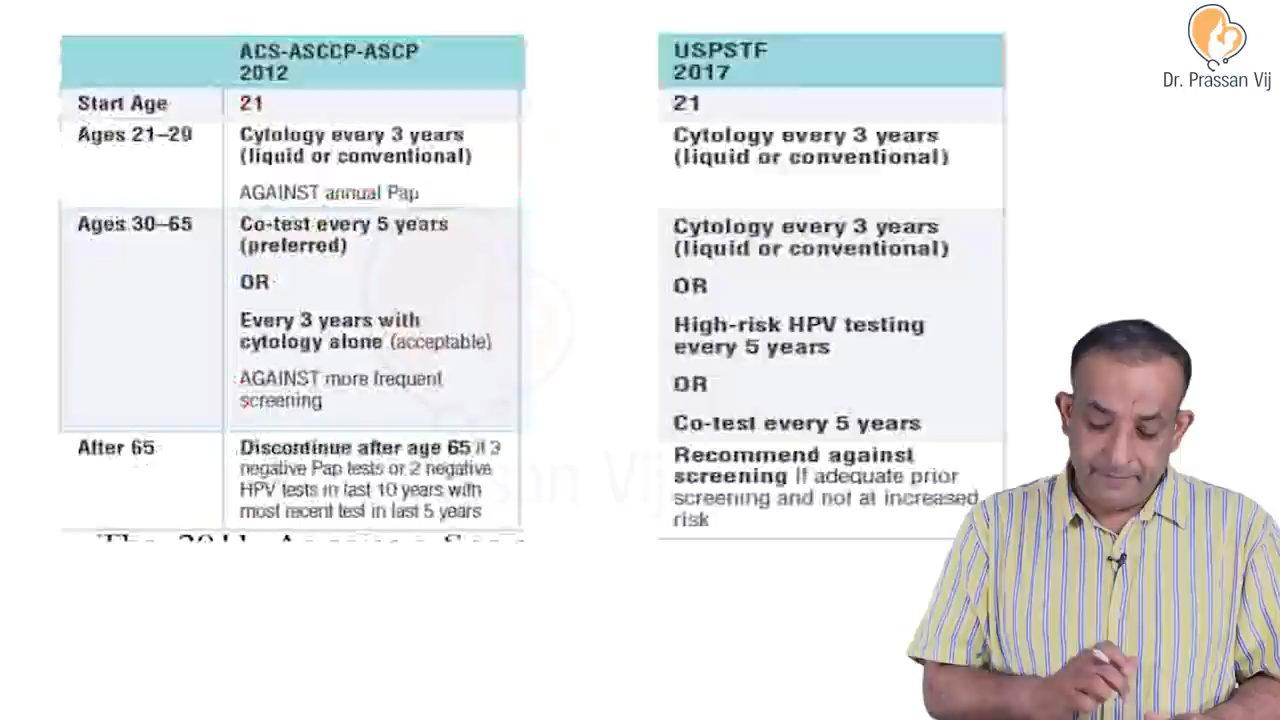 Dr. Prassan Vij
ACS-ASCCP-ASCP
2012
Start Age
21
Ages 21–29
Cytology every 3 years
(liquid or conventional)
AGAINST annual Pap
Ages 30–65
Co-test every 5 years
(preferred)
OR
Every 3 years with
cytology alone (acceptable)
AGAINST more frequent
screening
After 65
Discontinue after age 65 if 3
negative Pap tests or 2 negative
HPV tests in last 10 years with
most recent test in last 5 years
USPSTF
2017
21
Cytology every 3 years
(liquid or conventional)
Cytology every 3 years
(liquid or conventional)
OR
High-risk HPV testing
every 5 years
OR
Co-test every 5 years
Recommend against
screening if adequate prior
screening and not at increased
risk